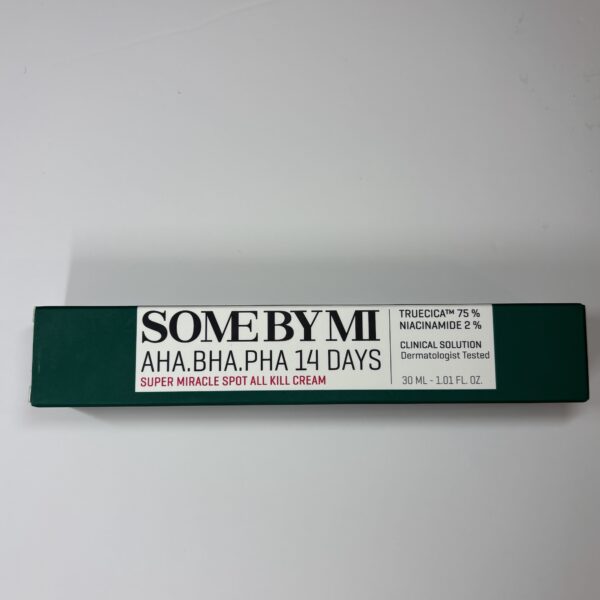 SOME BY MI
AHA.BHA.PHA 14 DAYS
SUPER MIRACLE SPOT ALL KILL CREAM
TRUECICA™ 75 %
NIACINAMIDE 2 %
CLINICAL SOLUTION
Dermatologist Tested
30 ML - 1.01 FL. OZ.